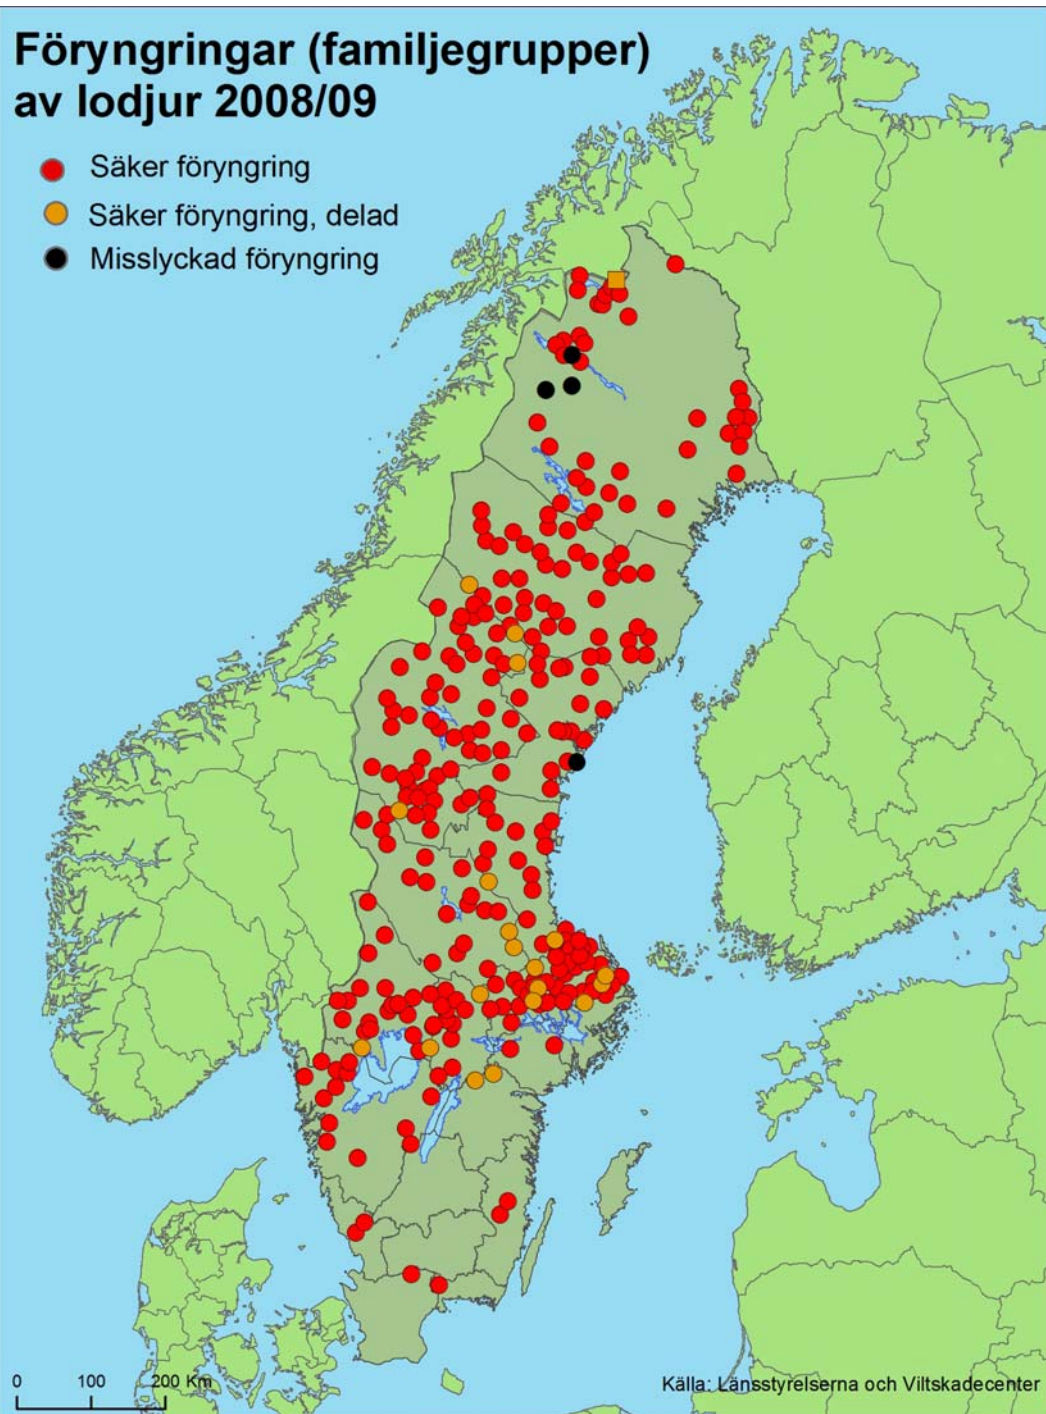 Föryngringar (familjegrupper)
av lodjur 2008/09
Säker föryngring
Säker föryngring, delad
Misslyckad föryngring
0 100 200 Km
Källa: Länsstyrelserna och Viltskadecenter